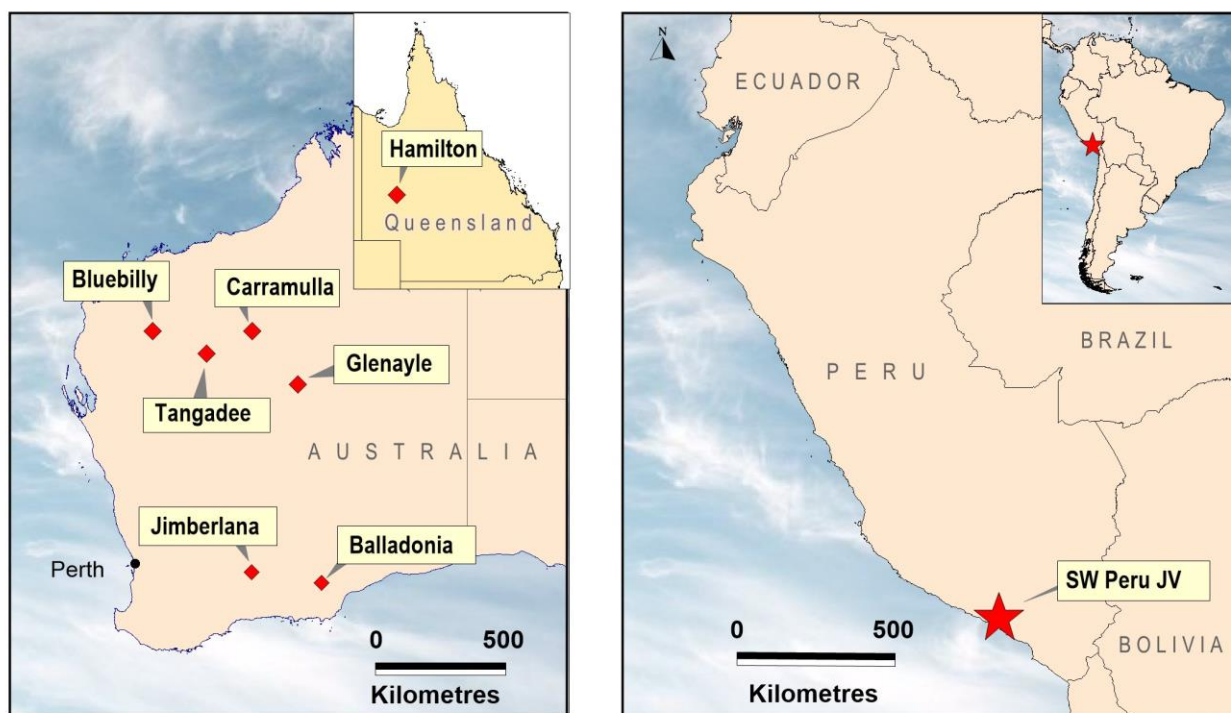 Hamilton
Queensland
Bluebilly
Carramulla
Glenayle
Tangadee
AUSTRALIA
Jimberlana
Balladonia
Perth
0 500
Kilometres
N
ECUADOR
BRAZIL
PERU
SW Peru JV
BOLIVIA
0 500
Kilometres